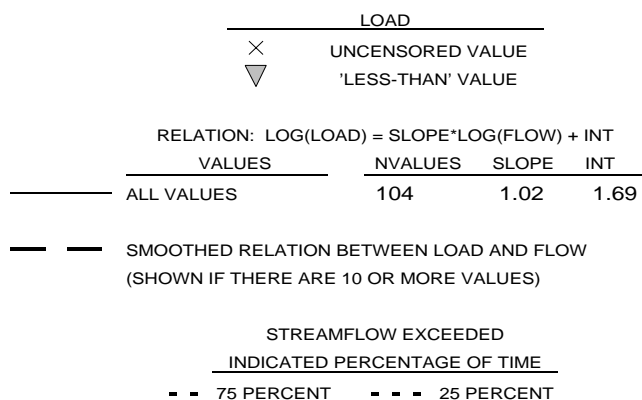 LOAD
UNCENSORED VALUE
'LESS-THAN' VALUE
RELATION: LOG(LOAD) = SLOPE*LOG(FLOW) + INT
VALUES NVALUES SLOPE INT
ALL VALUES 104 1.02 1.69
SMOOTHED RELATION BETWEEN LOAD AND FLOW
(SHOWN IF THERE ARE 10 OR MORE VALUES)
STREAMFLOW EXCEEDED
INDICATED PERCENTAGE OF TIME
75 PERCENT 25 PERCENT